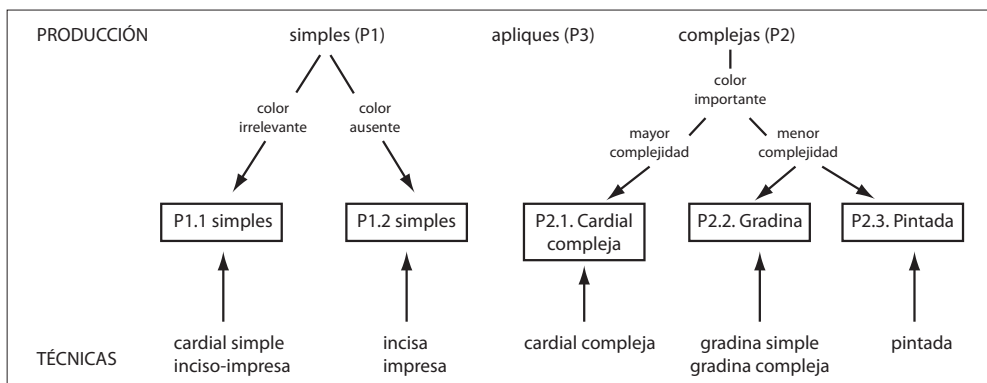 PRODUCCIÓN simples (P1) apliques (P3) complejas (P2)
color
importante
color
irrelevante
color
ausente
mayor
complejidad
menor
complejidad
P1.1 simples
P1.2 simples
P2.1. Cardial
compleja
P2.2. Gradina
P2.3. Pintada
TÉCNICAS
cardial simple
inciso-impresa
incisa
impresa
cardial compleja
gradina simple
gradina compleja
pintada